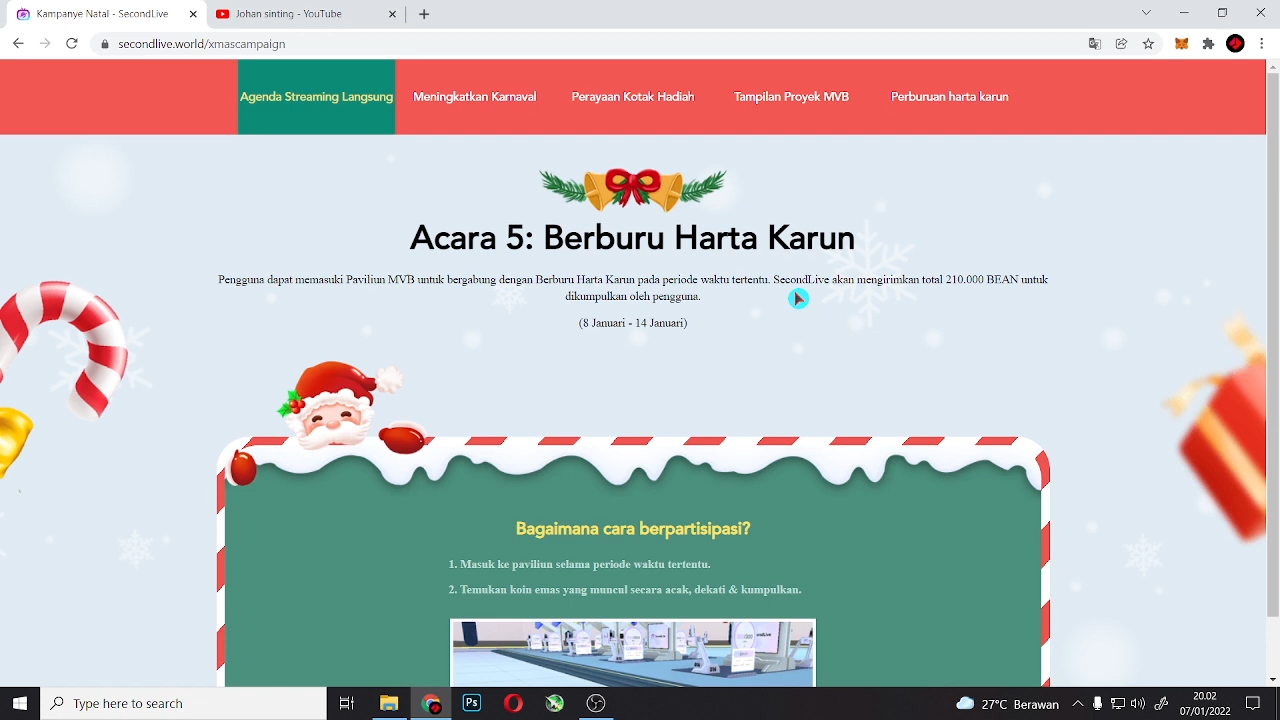 Kampanye Natal - SecondLive
Johan sinting - YouTube
secondlive.world/xmascampaign
Agenda Streaming Langsung
Meningkatkan Karnaval
Perayaan Kotak Hadiah
Tampilan Proyek MVB
Perburuan harta karun
Acara 5: Berburu Harta Karun
Pengguna dapat memasuki Paviliun MVB untuk bergabung dengan Berburu Harta Karun pada periode waktu tertentu. SecondLive akan mengirimkan total 210.000 BEAN untuk
dikumpulkan oleh pengguna.
(8 Januari - 14 Januari)
Bagaimana cara berpartisipasi?
1. Masuk ke paviliun selama periode waktu tertentu.
2. Temukan koin emas yang muncul secara acak, dekati & kumpulkan.
Type here to search
Ps
27°C Berawan
20.02
07/01/2022